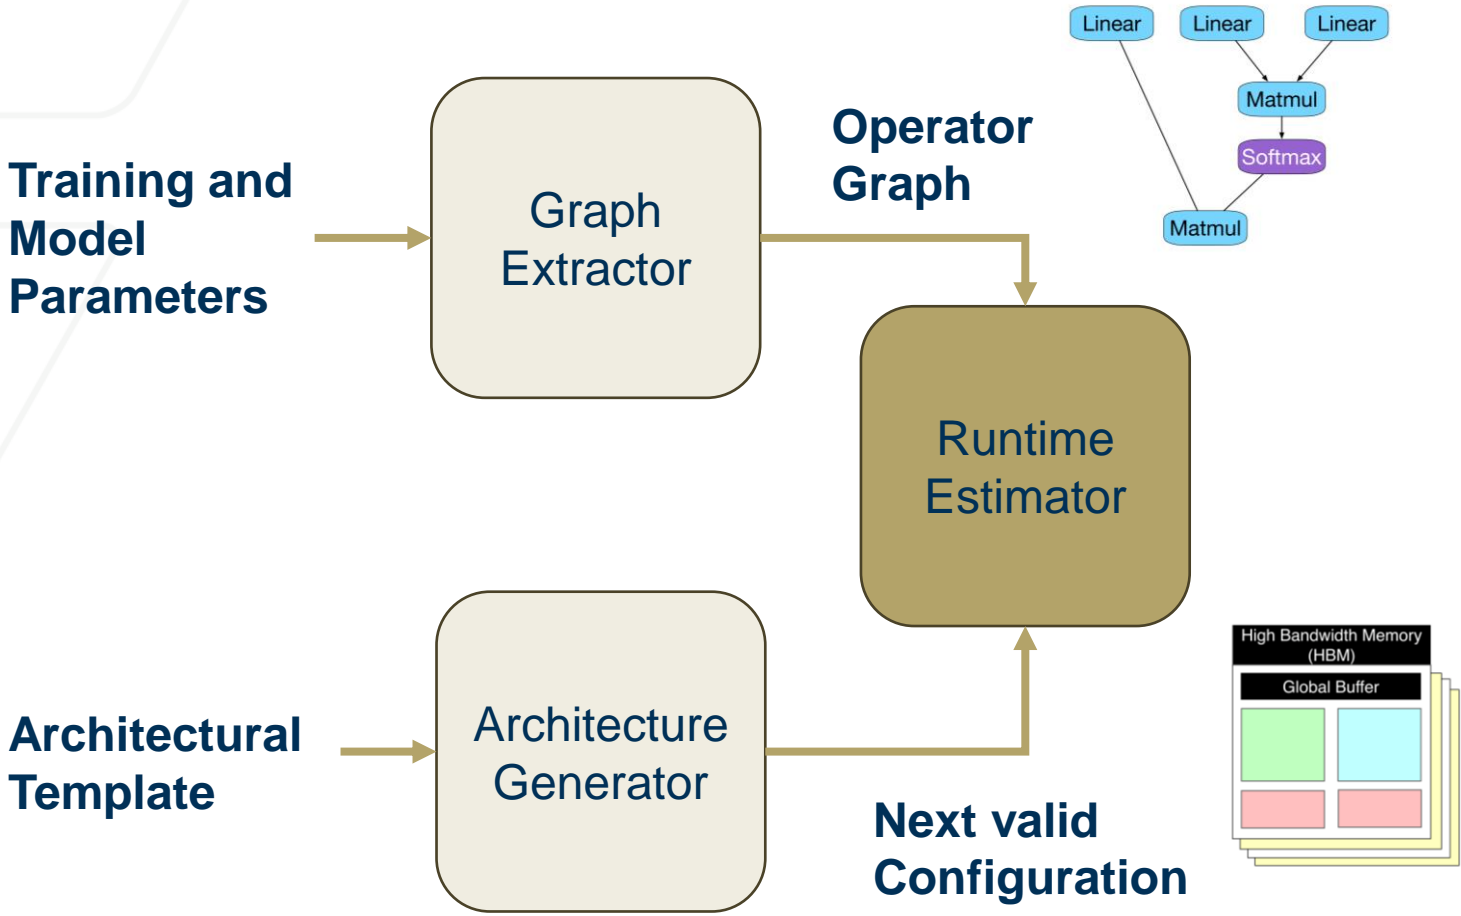 Linear Linear Linear
Matmul
Softmax
Matmul
Operator
Graph
Training and
Model
Parameters
Graph
Extractor
Runtime
Estimator
High Bandwidth Memory
(HBM)
Global Buffer
Architectural
Template
Architecture
Generator
Next valid
Configuration